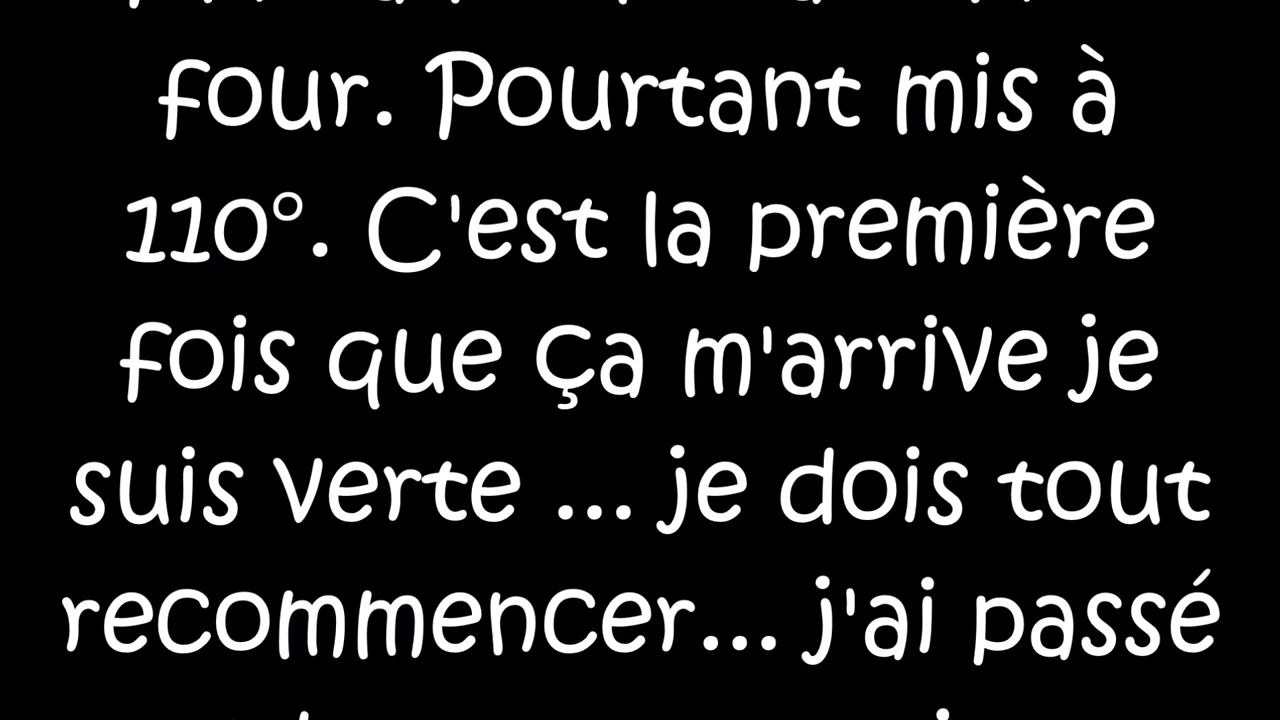 four. Pourtant mis à
110°. C'est la première
fois que ça m'arrive je
suis verte ... je dois tout
recommencer... j'ai passé